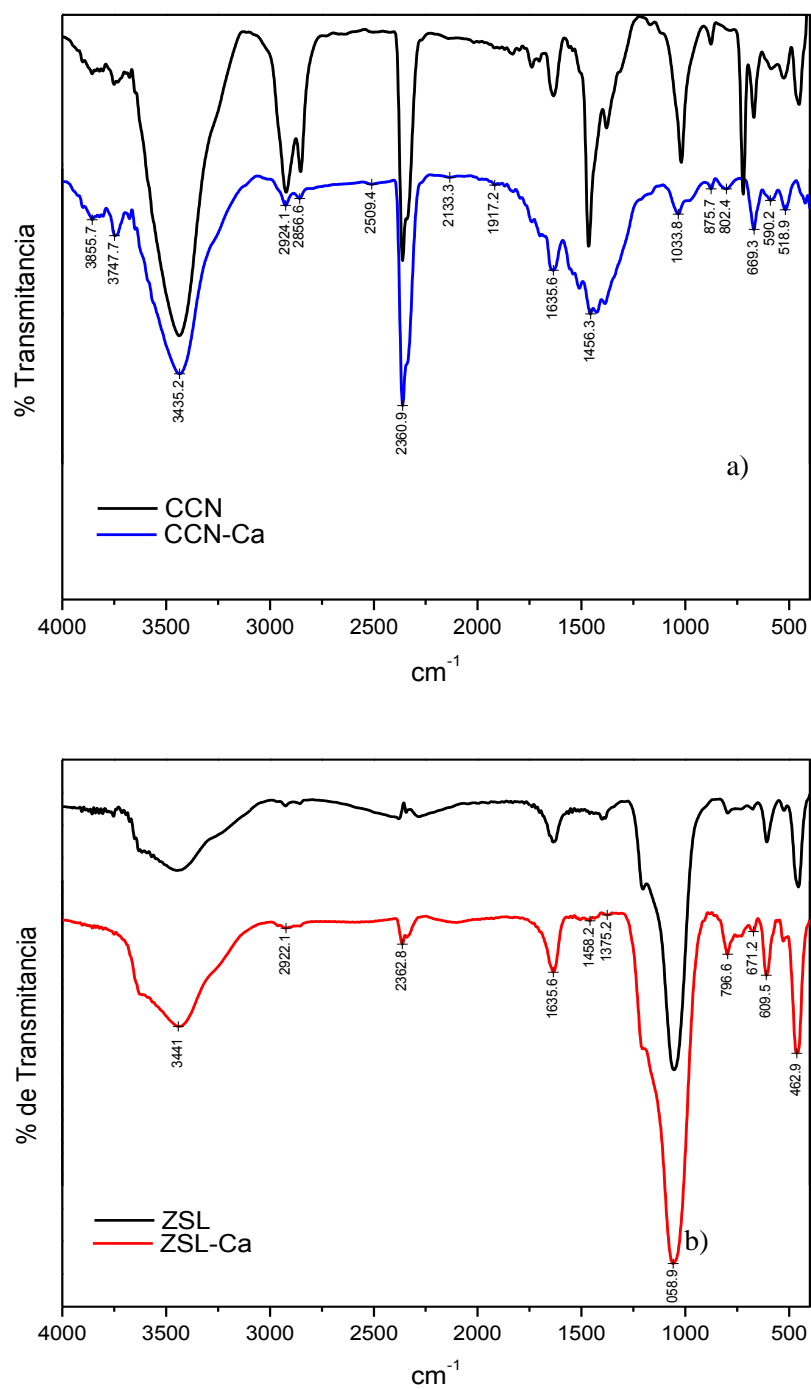 % Transmitancia
3855.7
3747.7
3435.2
2924.1
2856.6
2509.4
2360.9
2133.3
1917.2
1635.6
1456.3
1033.8
875.7
802.4
669.3
590.2
518.9
a)
CCN
CCN-Ca
4000 3500 3000 2500 2000 1500 1000 500
cm⁻¹
% de Transmitancia
3441
2922.1
2362.8
1635.6
1458.2
1375.2
058.9
796.6
671.2
609.5
462.9
b)
ZSL
ZSL-Ca
4000 3500 3000 2500 2000 1500 1000 500
cm⁻¹